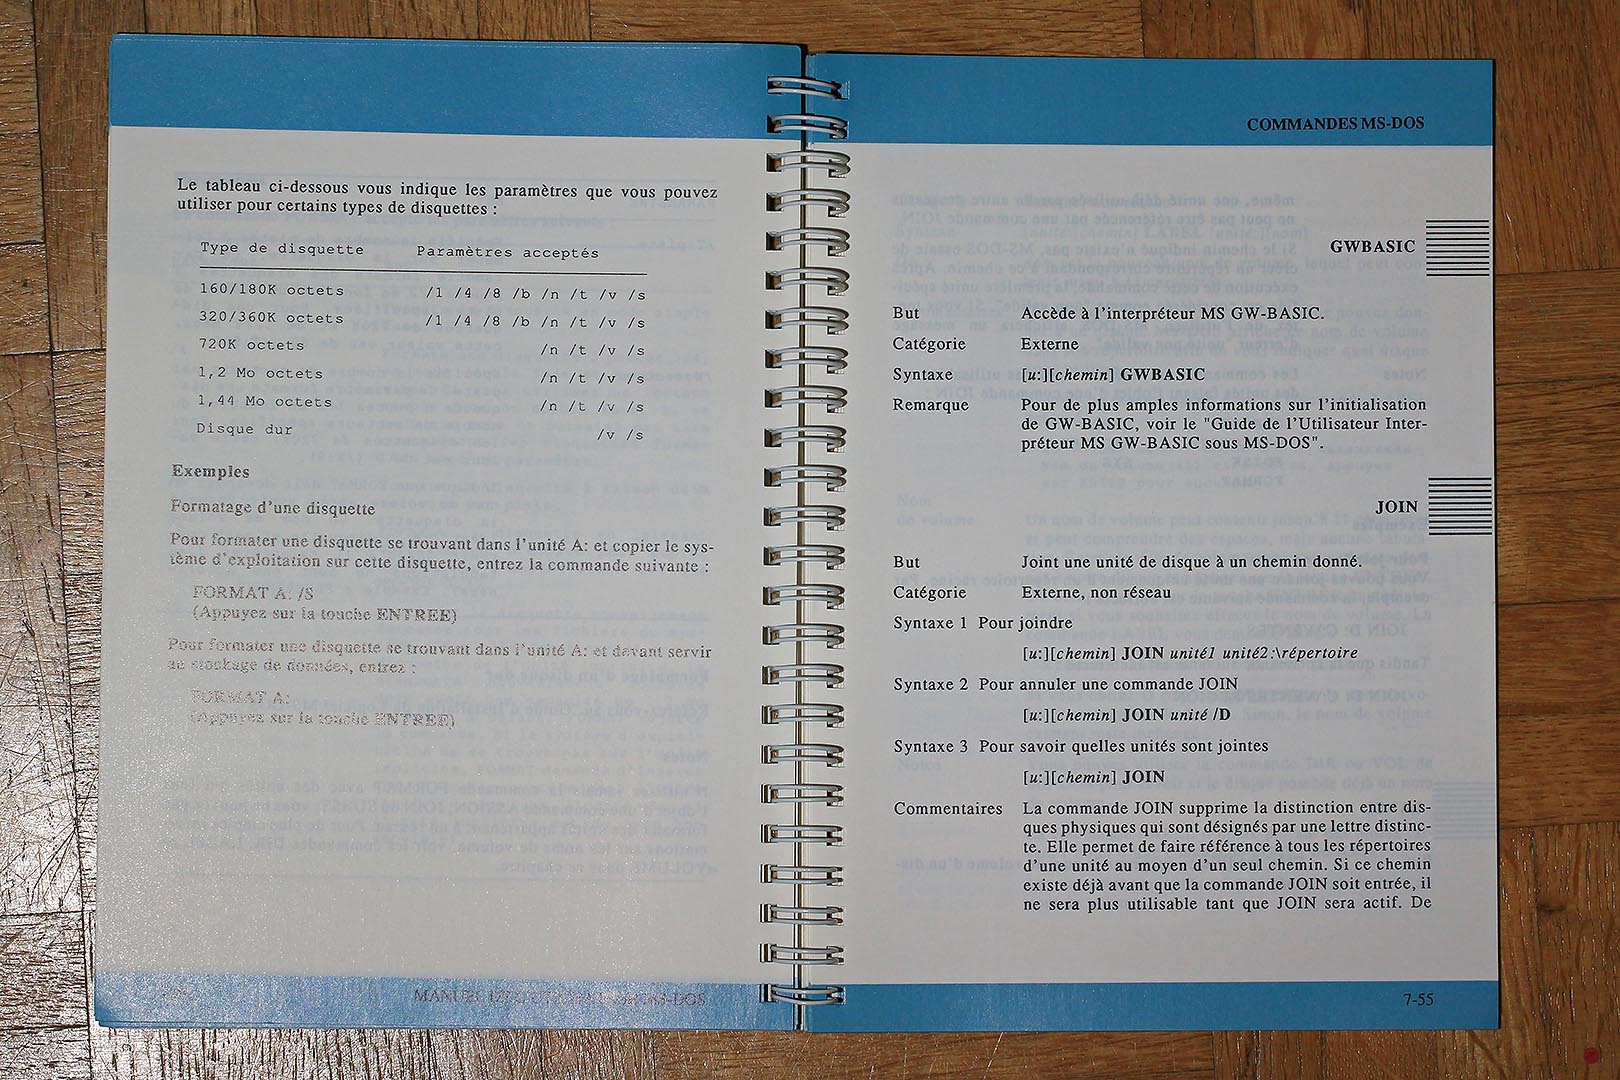 Le tableau ci-dessous vous indique les paramètres que vous pouvez
utiliser pour certains types de disquettes :
Type de disquette Paramètres acceptés
160/180K octets /1 /4 /8 /b /n /t /v /s
320/360K octets /1 /4 /8 /b /n /t /v /s
720K octets /n /t /v /s
1,2 Mo octets /n /t /v /s
1,44 Mo octets /n /t /v /s
Disque dur /v /s
Exemples
Formatage d'une disquette
Pour formater une disquette se trouvant dans l'unité A: et copier le sys-
tème d'exploitation sur cette disquette, entrez la commande suivante :
FORMAT A: /S
(Appuyez sur la touche ENTREE)
Pour formater une disquette se trouvant dans l'unité A: et devant servir
au stockage de données, entrez :
FORMAT A:
(Appuyez sur la touche ENTREE)
MANUEL DE L'UTILISATEUR MS-DOS
COMMANDES MS-DOS
GWBASIC
But Accède à l'interpréteur MS GW-BASIC.
Catégorie Externe
Syntaxe [u:][chemin] GWBASIC
Remarque Pour de plus amples informations sur l'initialisation
de GW-BASIC, voir le "Guide de l'Utilisateur Inter-
préteur MS GW-BASIC sous MS-DOS".
JOIN
But Joint une unité de disque à un chemin donné.
Catégorie Externe, non réseau
Syntaxe 1 Pour joindre
[u:][chemin] JOIN unité1 unité2:\répertoire
Syntaxe 2 Pour annuler une commande JOIN
[u:][chemin] JOIN unité /D
Syntaxe 3 Pour savoir quelles unités sont jointes
[u:][chemin] JOIN
Commentaires La commande JOIN supprime la distinction entre dis-
ques physiques qui sont désignés par une lettre distinc-
te. Elle permet de faire référence à tous les répertoires
d'une unité au moyen d'un seul chemin. Si ce chemin
existe déjà avant que la commande JOIN soit entrée, il
ne sera plus utilisable tant que JOIN sera actif. De
7-55